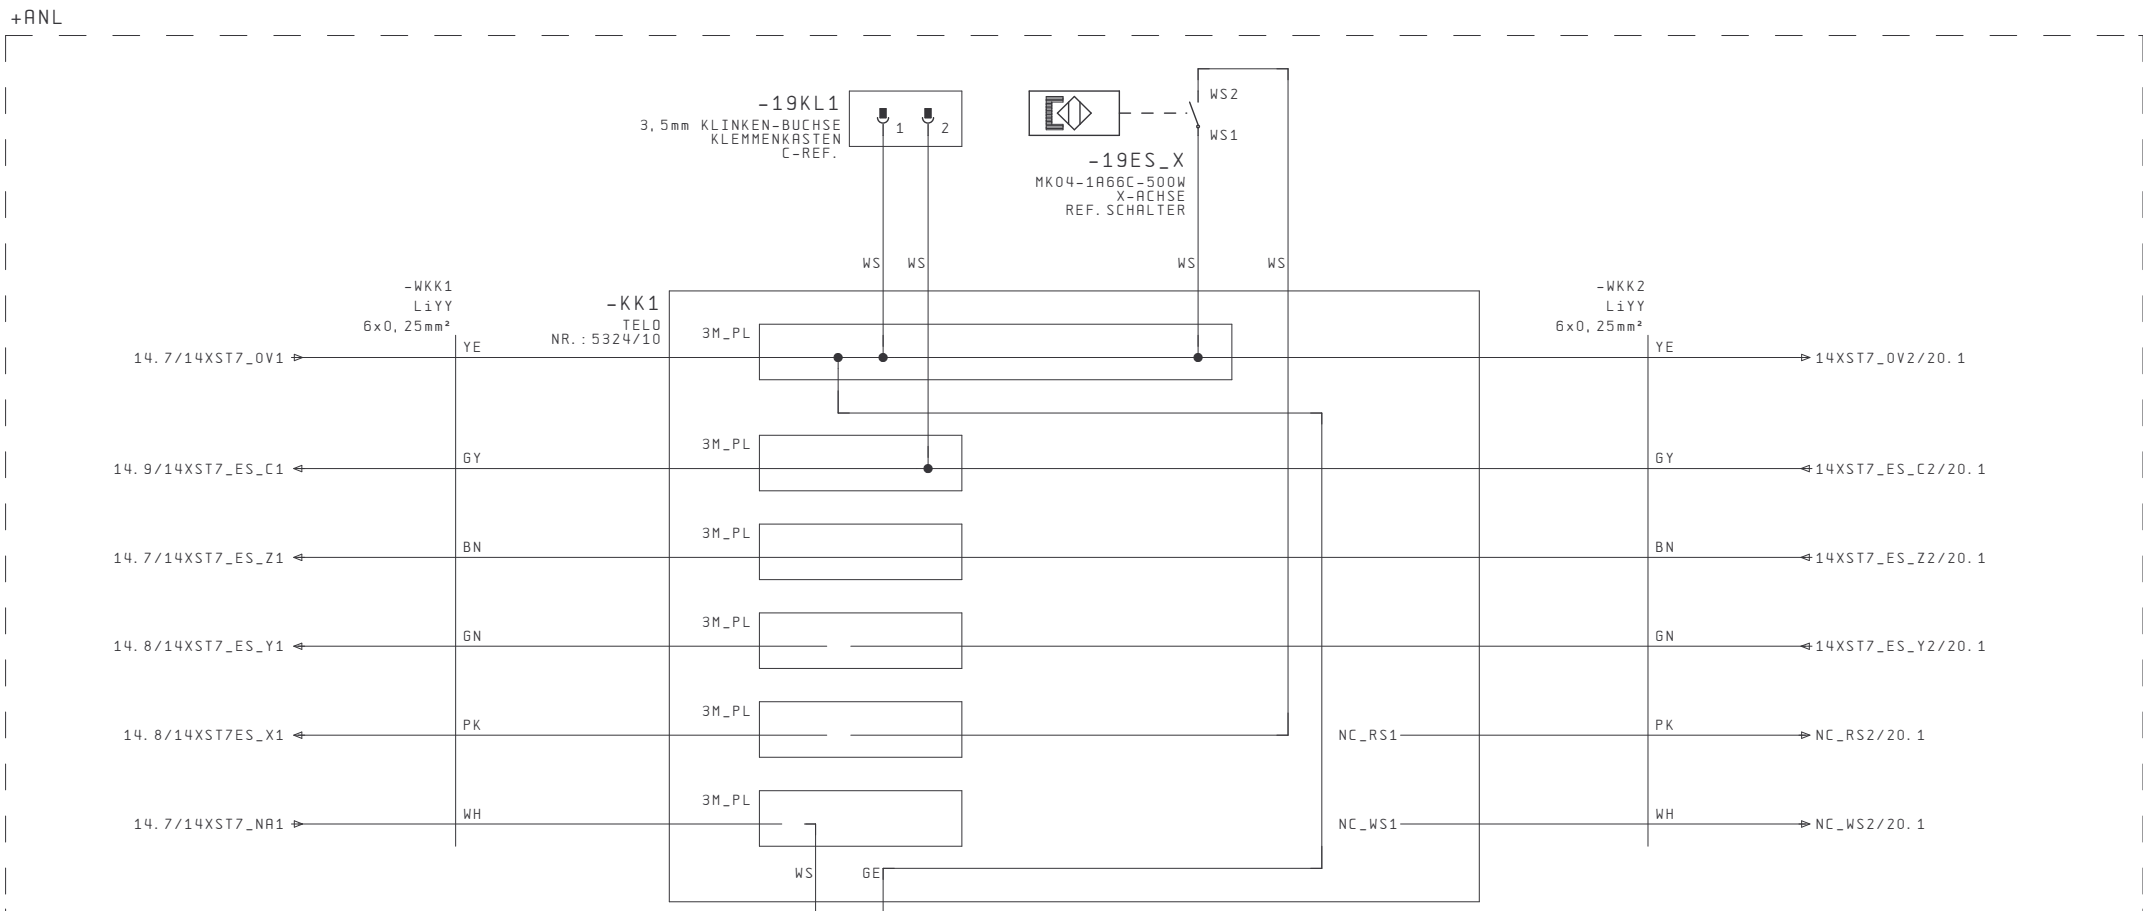 +ANL
-19KL1
3,5mm KLINKEN-BUCHSE
KLEMMENKASTEN
C-REF.
1
2
WS2
WS1
-19ES_X
MK04-1A66C-500W
X-ACHSE
REF.SCHALTER
WS
WS
WS
WS
-WKK1
LiYY
6x0,25mm²
-KK1
TELO
NR.:5324/10
-WKK2
LiYY
6x0,25mm²
14.7/14XST7_0V1
YE
3M_PL
YE
14XST7_0V2/20.1
14.9/14XST7_ES_C1
GY
3M_PL
GY
14XST7_ES_C2/20.1
14.7/14XST7_ES_Z1
BN
3M_PL
BN
14XST7_ES_Z2/20.1
14.8/14XST7_ES_Y1
GN
3M_PL
GN
14XST7_ES_Y2/20.1
14.8/14XST7ES_X1
PK
3M_PL
NC_RS1
PK
NC_RS2/20.1
14.7/14XST7_NA1
WH
3M_PL
NC_WS1
WH
NC_WS2/20.1
WS
GE